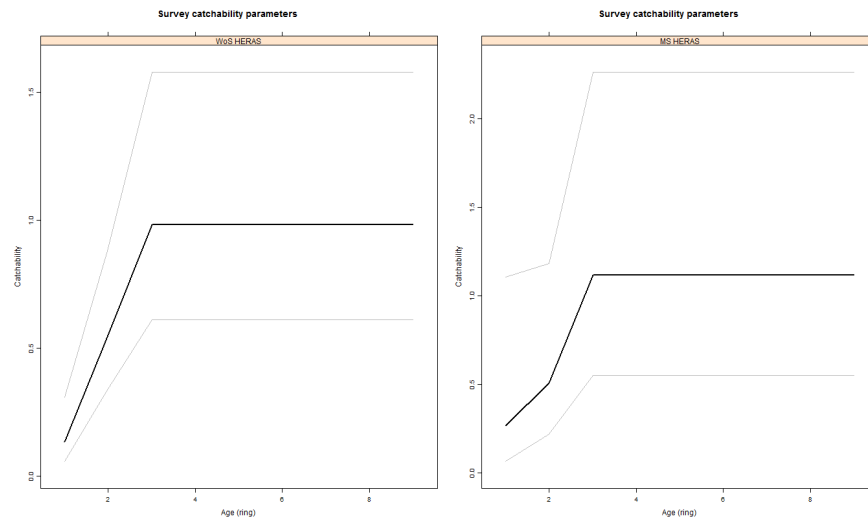 Survey catchability parameters
WoS HERAS
Catchability
1.5
1.0
0.5
0.0
2
4
6
8
Age (ring)
Survey catchability parameters
MS HERAS
Catchability
2.0
1.5
1.0
0.5
0.0
2
4
6
8
Age (ring)